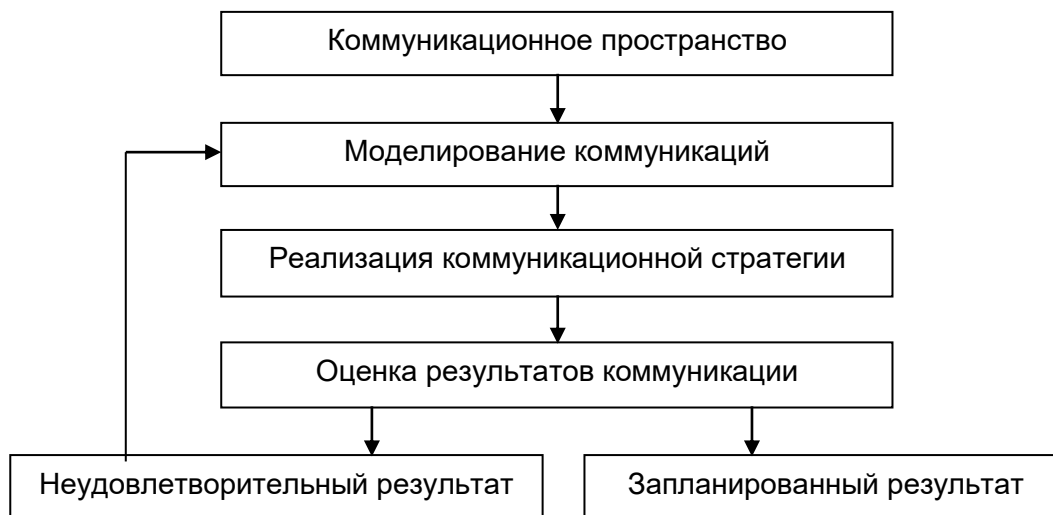 Коммуникационное пространство
Моделирование коммуникаций
Реализация коммуникационной стратегии
Оценка результатов коммуникации
Неудовлетворительный результат
Запланированный результат